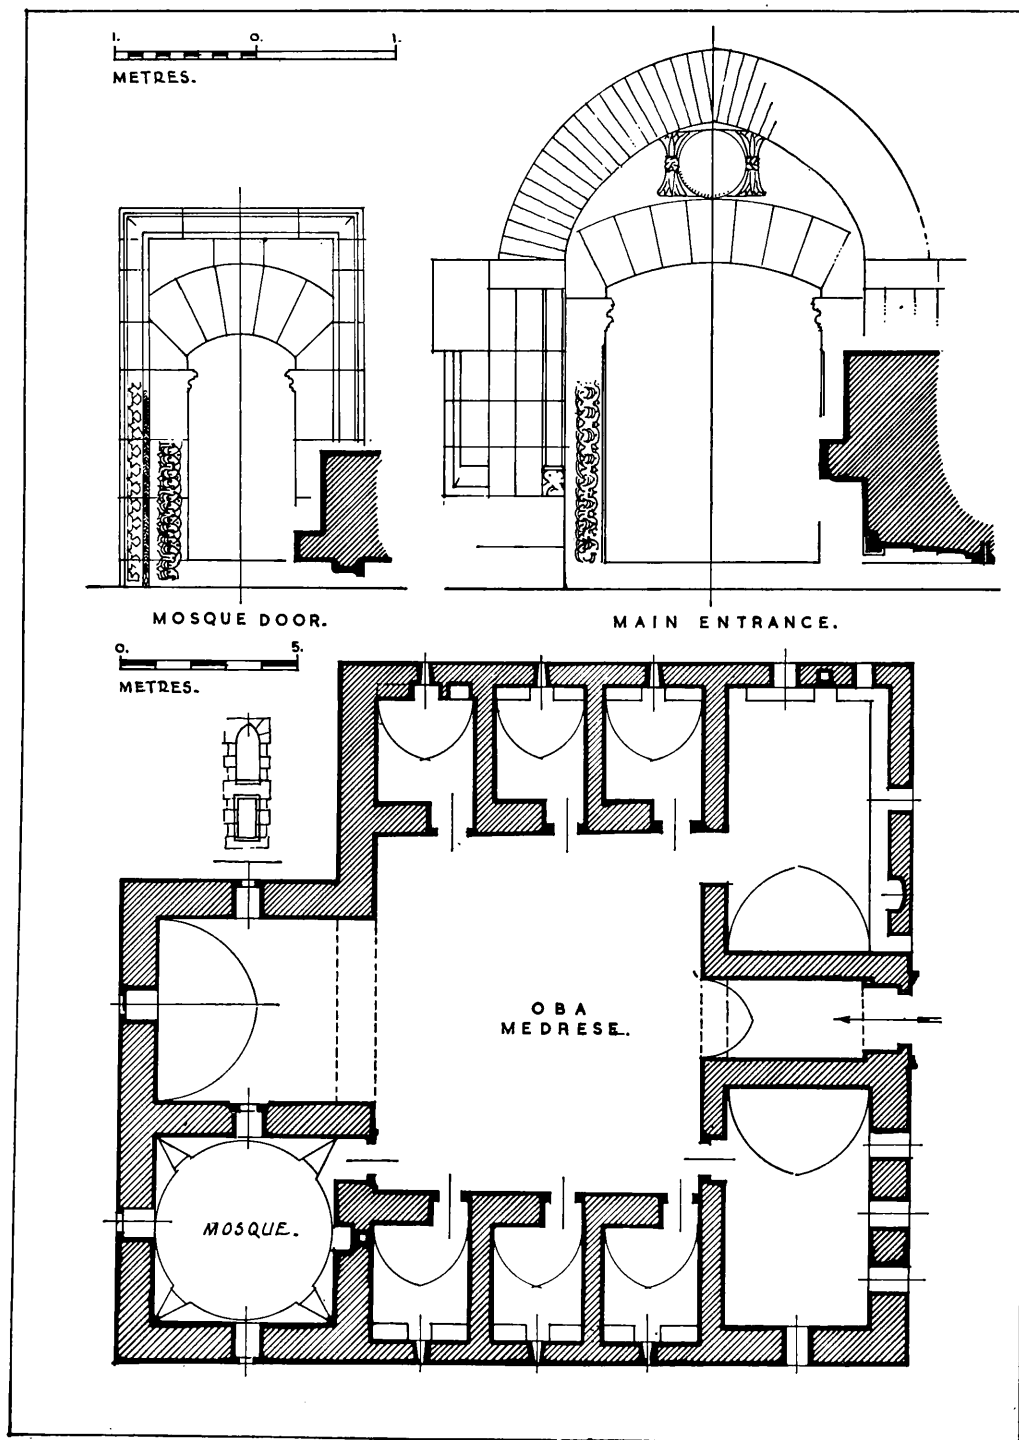 1. 0. 1.
METRES.
MOSQUE DOOR.
MAIN ENTRANCE.
0. 5.
METRES.
OBA
MEDRESE.
MOSQUE.